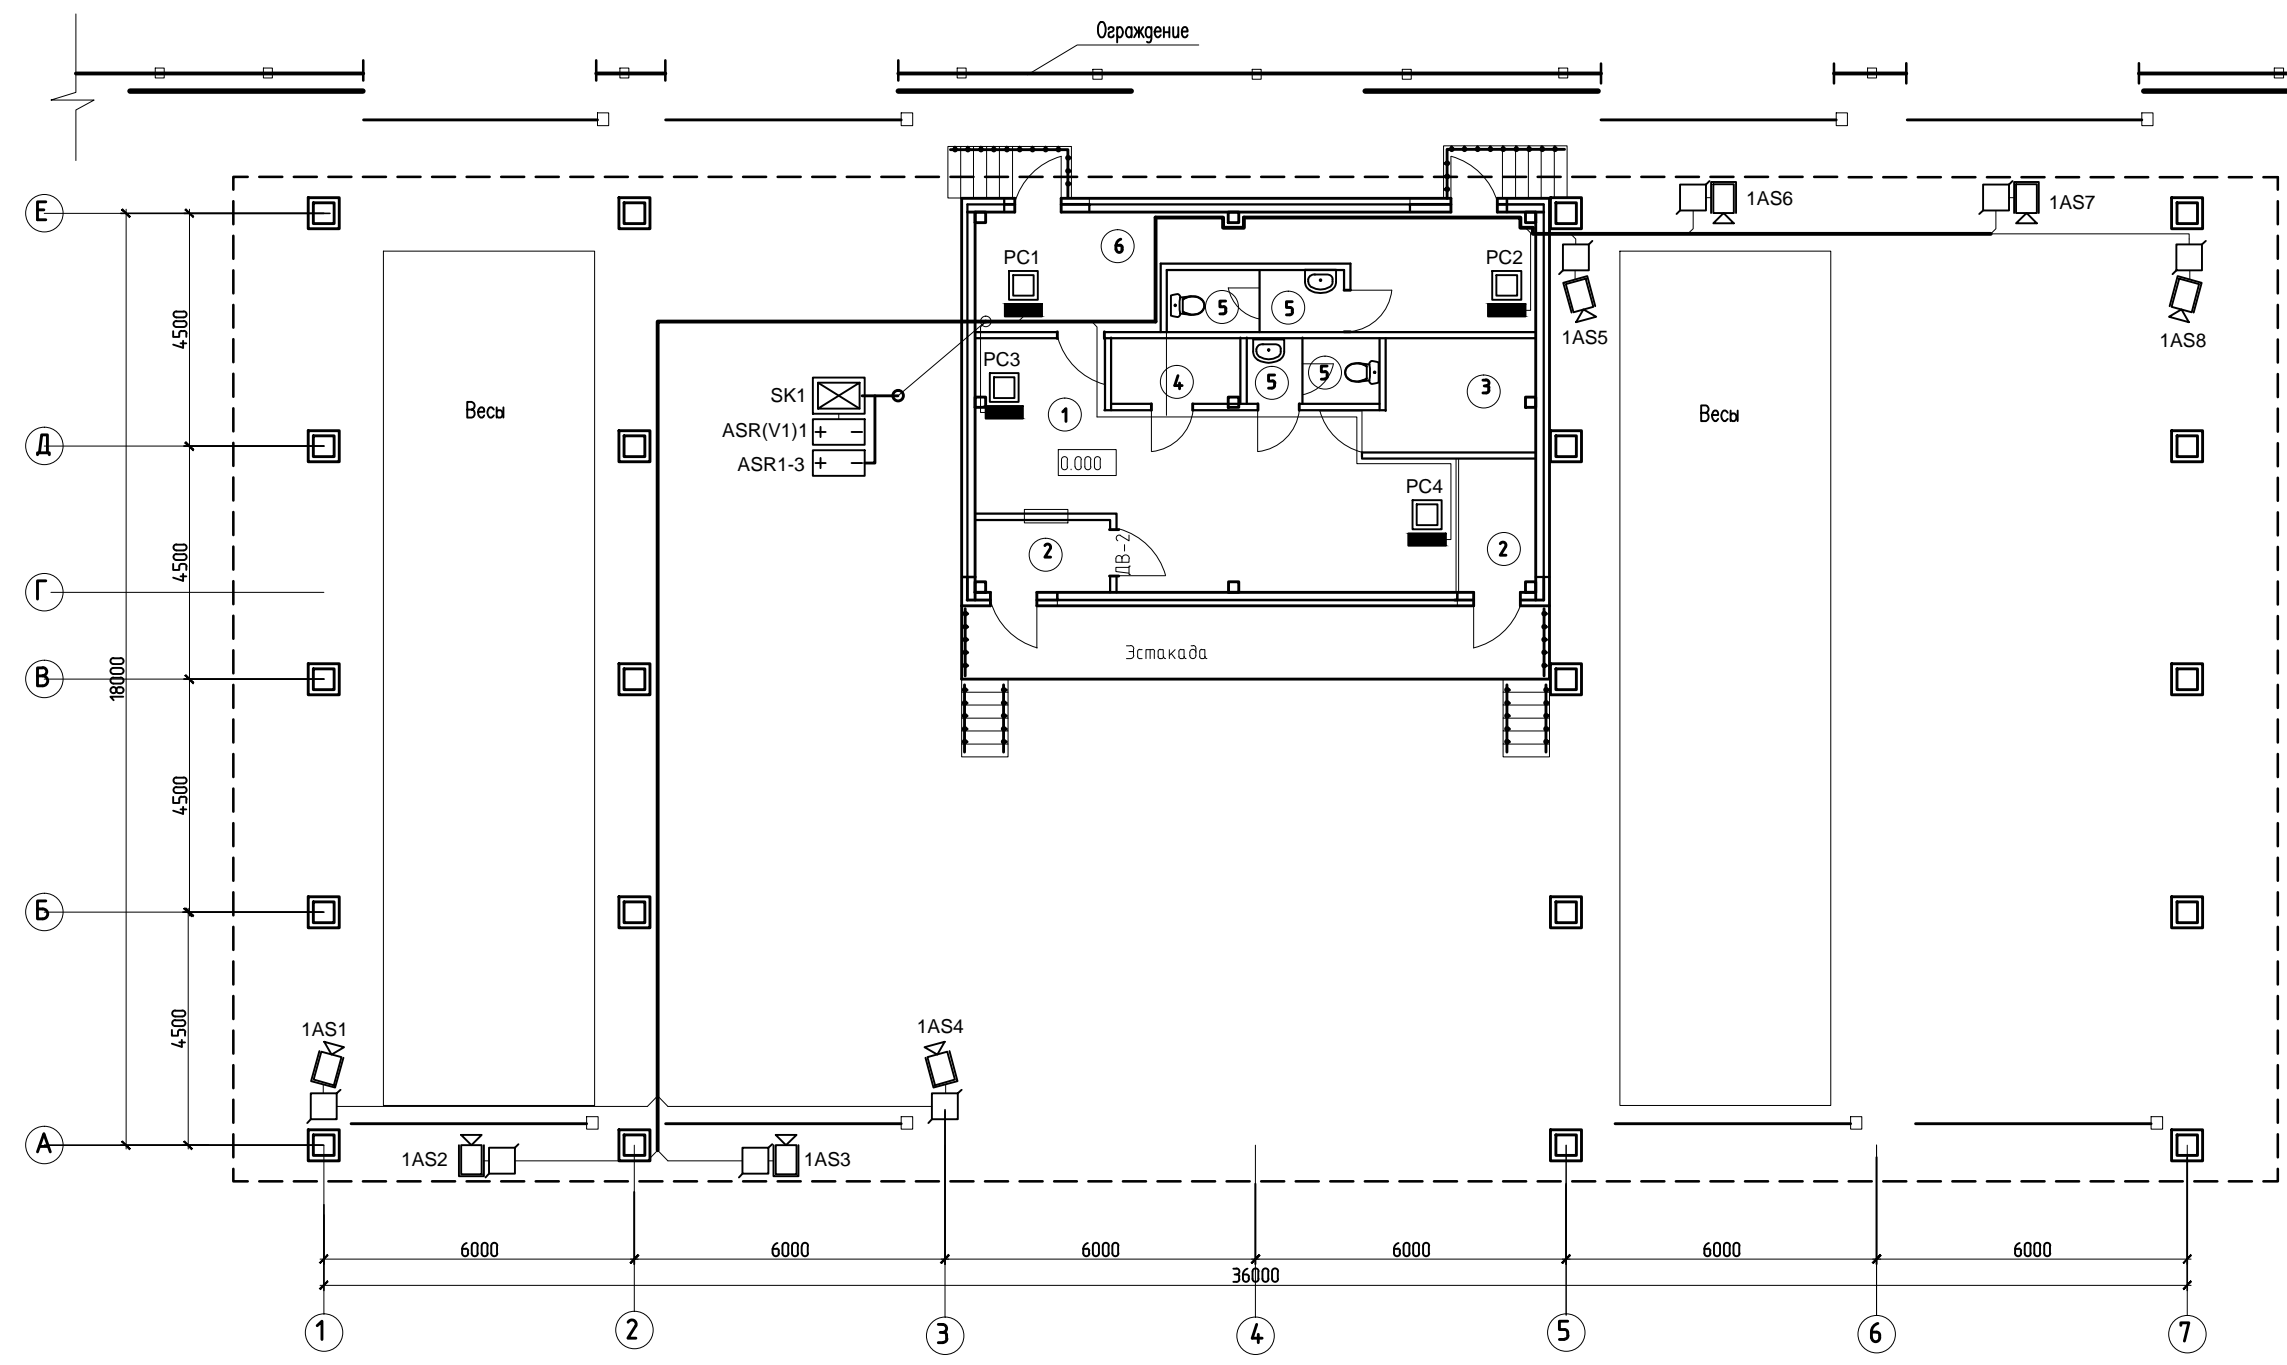 Ограждение
Е
1AS6
1AS7
6
PC1
PC2
5
5
4500
1AS5
1AS8
PC3
4
5
5
3
SK1
Весы
1
Весы
ASR(V1)1
+ −
Д
ASR1-3
+ −
0.000
PC4
2
ДВ-2
2
4500
Г
Эстакада
В
18000
4500
Б
4500
1AS1
1AS4
А
1AS2
1AS3
6000
6000
6000
6000
6000
6000
36000
1
2
3
4
5
6
7